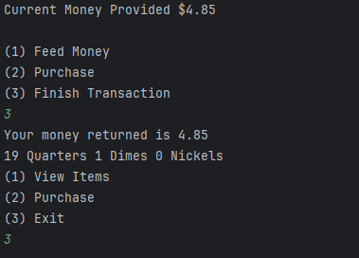 Current Money Provided $4.85
(1) Feed Money
(2) Purchase
(3) Finish Transaction
3
Your money returned is 4.85
19 Quarters 1 Dimes 0 Nickels
(1) View Items
(2) Purchase
(3) Exit
3